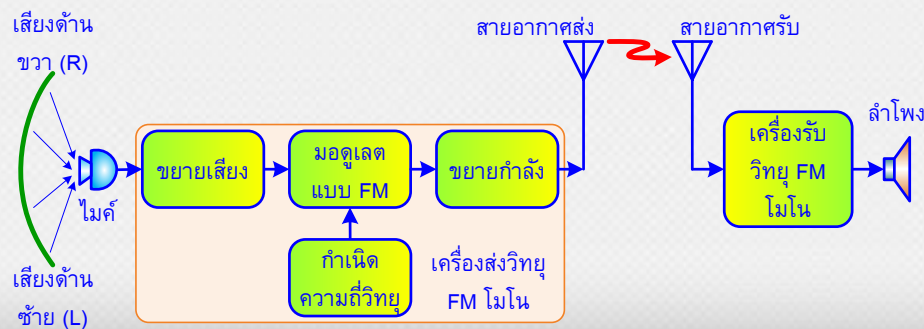 เสียงด้าน
ขวา (R)
ไมค์
เสียงด้าน
ซ้าย (L)
ขยายเสียง
มอดูเลต
แบบ FM
ขยายกำลัง
กำเนิด
ความถี่วิทยุ
เครื่องส่งวิทยุ
FM โมโน
สายอากาศส่ง
สายอากาศรับ
เครื่องรับ
วิทยุ FM
โมโน
ลำโพง